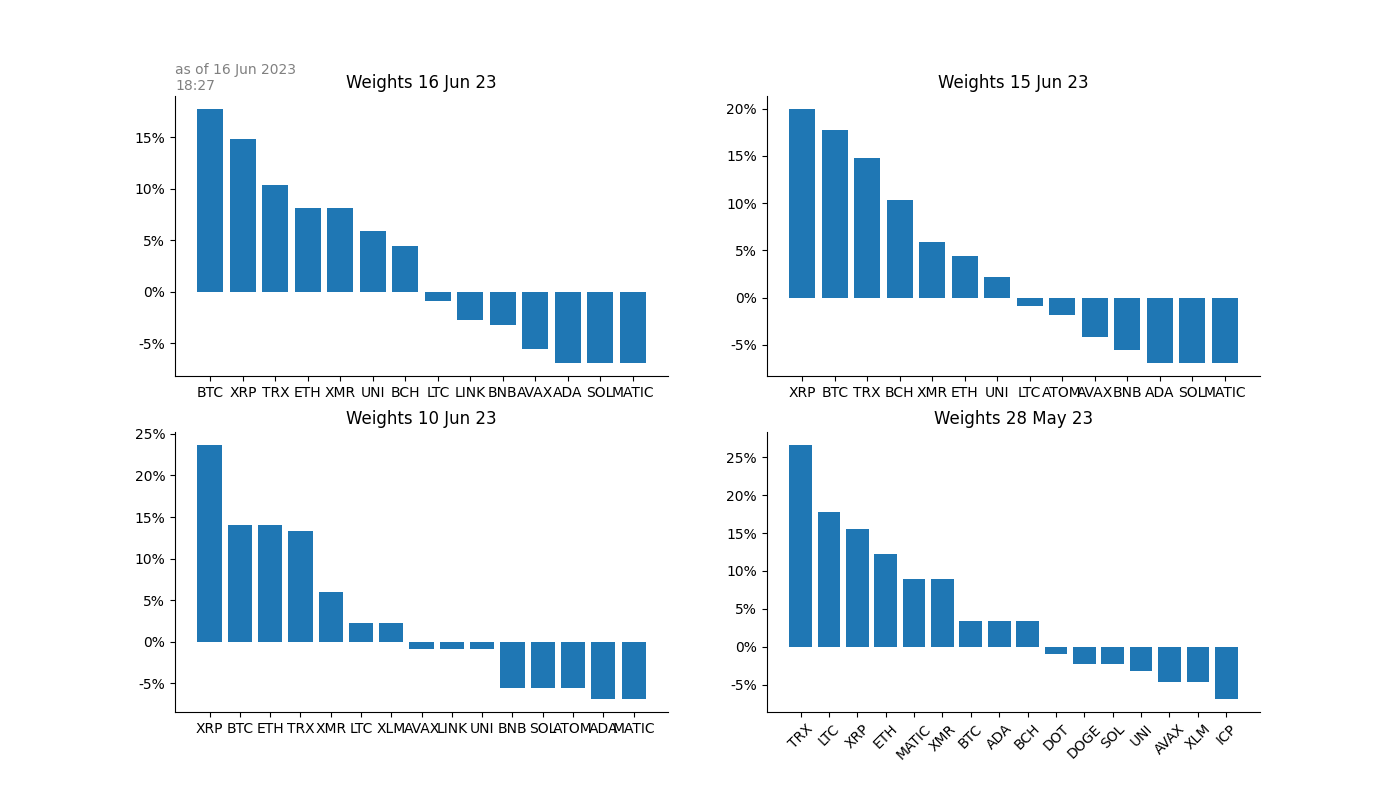 as of 16 Jun 2023
18:27
Weights 16 Jun 23
15%
10%
5%
0%
-5%
BTC XRP TRX ETH XMR UNI BCH LTC LINK BNB AVAX ADA SOL MATIC
Weights 15 Jun 23
20%
15%
10%
5%
0%
-5%
XRP BTC TRX BCH XMR ETH UNI LTC ATOM AVAX BNB ADA SOL MATIC
Weights 10 Jun 23
25%
20%
15%
10%
5%
0%
-5%
XRP BTC ETH TRX XMR LTC XLM AVAX LINK UNI BNB SOL ATOM ADA MATIC
Weights 28 May 23
25%
20%
15%
10%
5%
0%
-5%
TRX LTC XRP ETH MATIC XMR BTC ADA BCH DOT DOGE SOL UNI AVAX XLM ICP